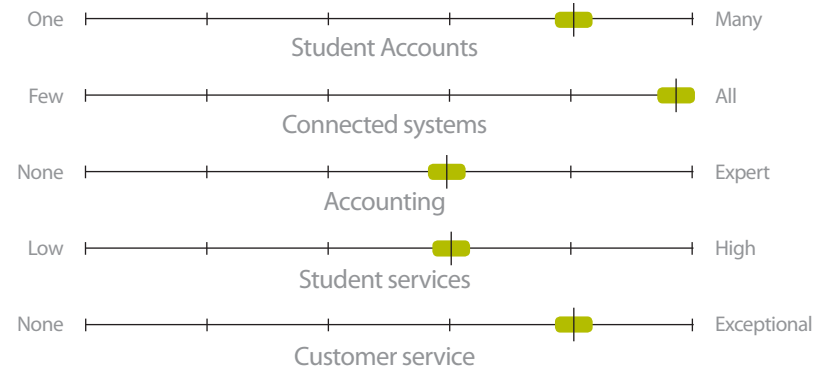 One Many
Student Accounts
Few All
Connected systems
None Expert
Accounting
Low High
Student services
None Exceptional
Customer service